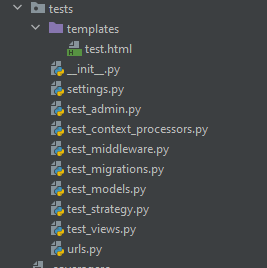 tests
templates
test.html
__init__.py
settings.py
test_admin.py
test_context_processors.py
test_middleware.py
test_migrations.py
test_models.py
test_strategy.py
test_views.py
urls.py